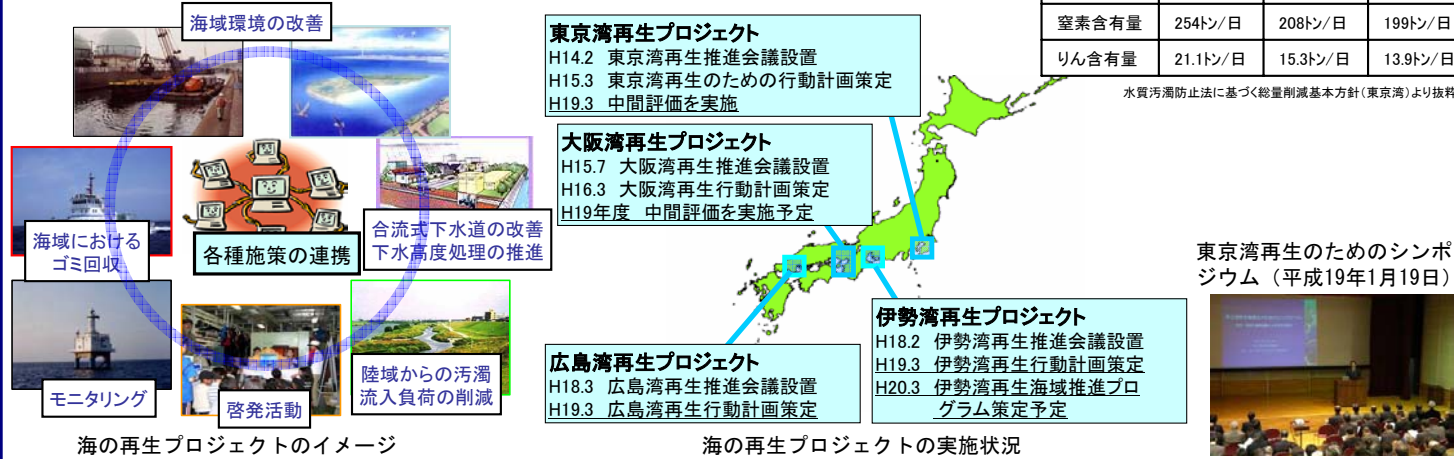 海域環境の改善
海域における
ゴミ回収
各種施策の連携
合流式下水道の改善
下水高度処理の推進
モニタリング
啓発活動
陸域からの汚濁
流入負荷の削減
海の再生プロジェクトのイメージ
東京湾再生プロジェクト
H14.2 東京湾再生推進会議設置
H15.3 東京湾再生のための行動計画策定
H19.3 中間評価を実施
大阪湾再生プロジェクト
H15.7 大阪湾再生推進会議設置
H16.3 大阪湾再生行動計画策定
H19年度 中間評価を実施予定
広島湾再生プロジェクト
H18.3 広島湾再生推進会議設置
H19.3 広島湾再生行動計画策定
伊勢湾再生プロジェクト
H18.2 伊勢湾再生推進会議設置
H19.3 伊勢湾再生行動計画策定
H20.3 伊勢湾再生海域推進プロ
グラム策定予定
海の再生プロジェクトの実施状況
窒素含有量 254トン/日 208トン/日 199トン/日
りん含有量 21.1トン/日 15.3トン/日 13.9トン/日
水質汚濁防止法に基づく総量削減基本方針(東京湾)より抜粋
東京湾再生のためのシンポ
ジウム（平成19年1月19日）